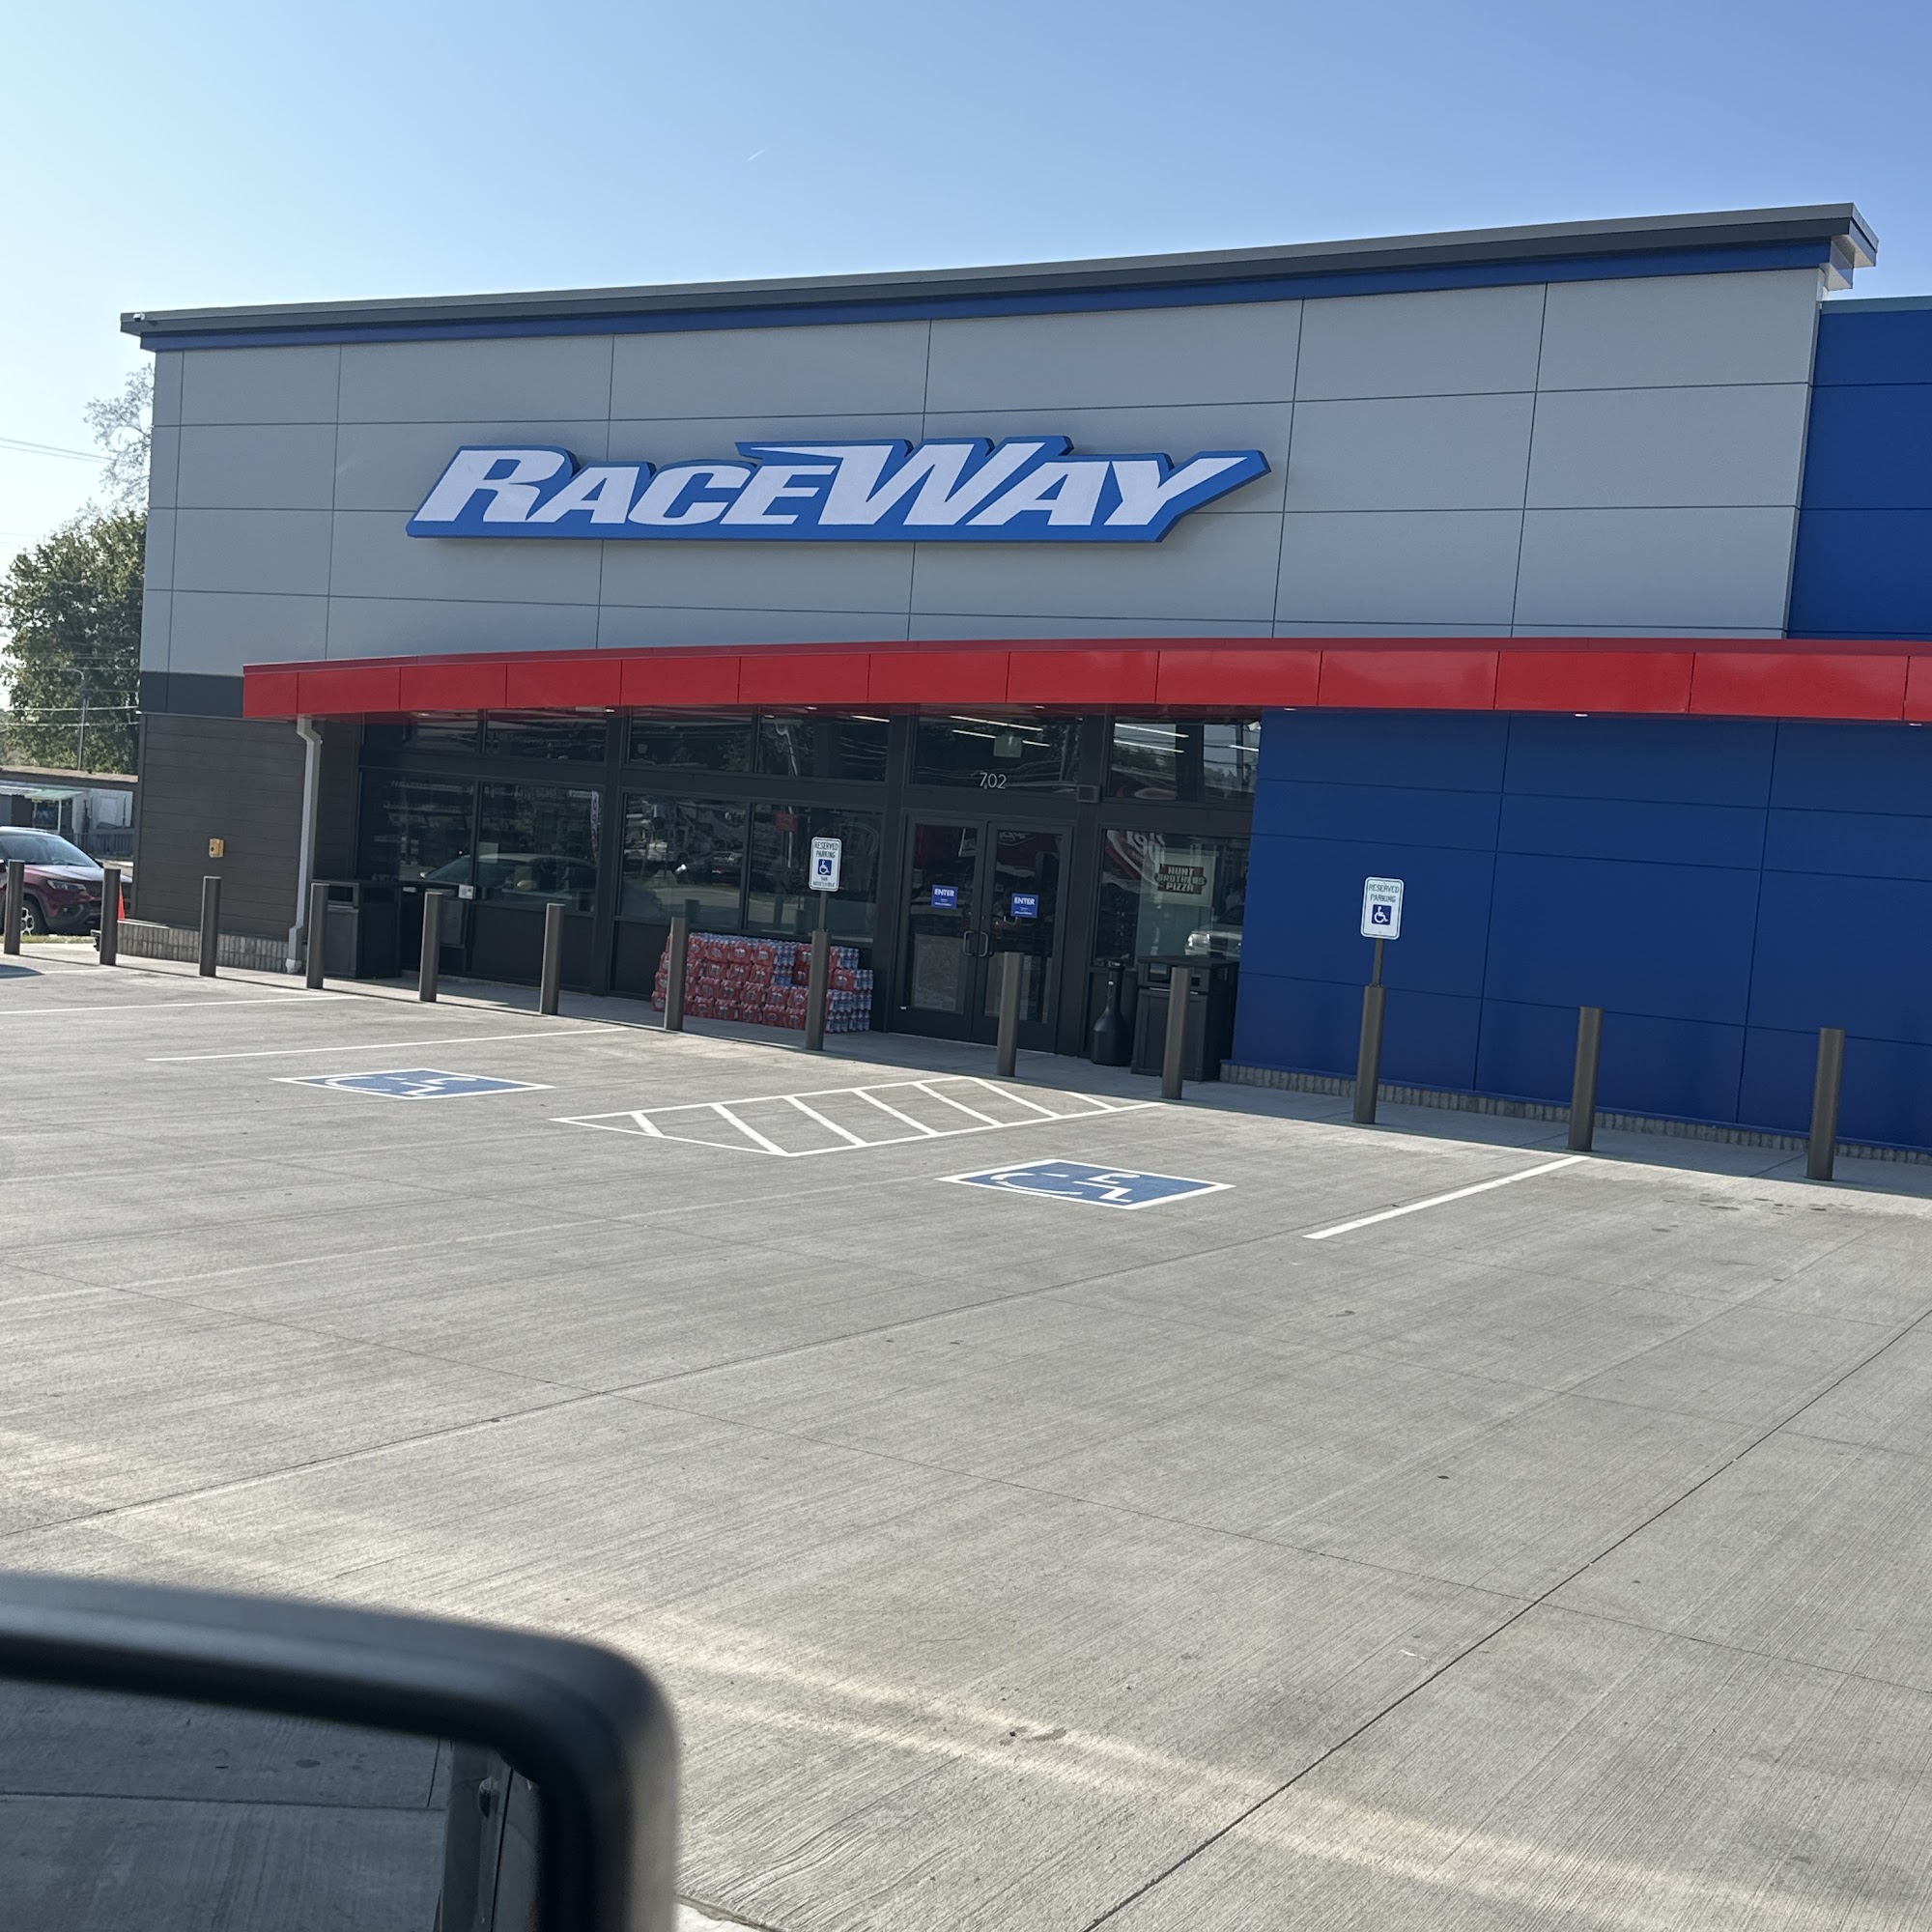 RACEWAY
702
RESERVED
PARKING
ENTER
ENTER
HUNT
BROTHERS
PIZZA
RESERVED
PARKING